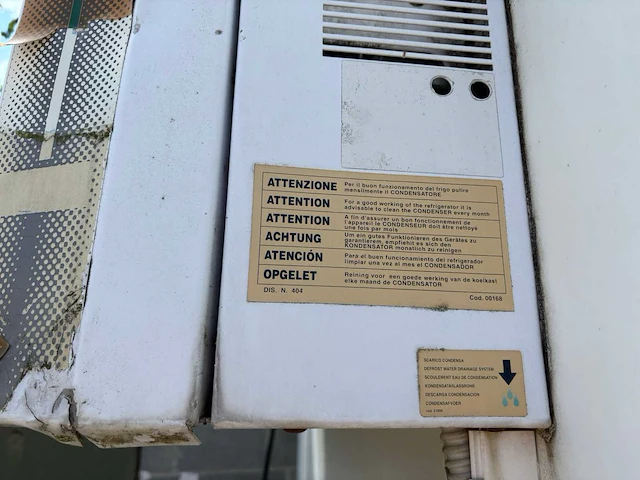 ATTENZIONE Per il buon funzionamento del frigo pulire
mensilmente il CONDENSATORE
ATTENTION For a good working of the refrigerator it is
advisable to clean the CONDENSER every month
ATTENTION A fin d'assurer un bon fonctionnement de
l'appareil le CONDENSEUR doit être nettoyé
une fois par mois
ACHTUNG Um ein gutes Funktionieren des Gerätes zu
garantieren, empfiehlt es sich den
KONDENSATOR monatlich zu reinigen
ATENCIÓN Para el buen funcionamiento del refrigerador
limpiar una vez al mes el CONDENSADOR
OPGELET Reining voor een goede werking van de koelkast
elke maand de CONDENSATOR
DIS. N. 404 Cod. 00168
SCARICO CONDENSA
DEFROST WATER DRAINAGE SYSTEM
SCOULEMENT EAU DE CONDENSATION
KONDENSATABLASSROHR
DESCARGA CONDENSACION
CONDENSAFVOER